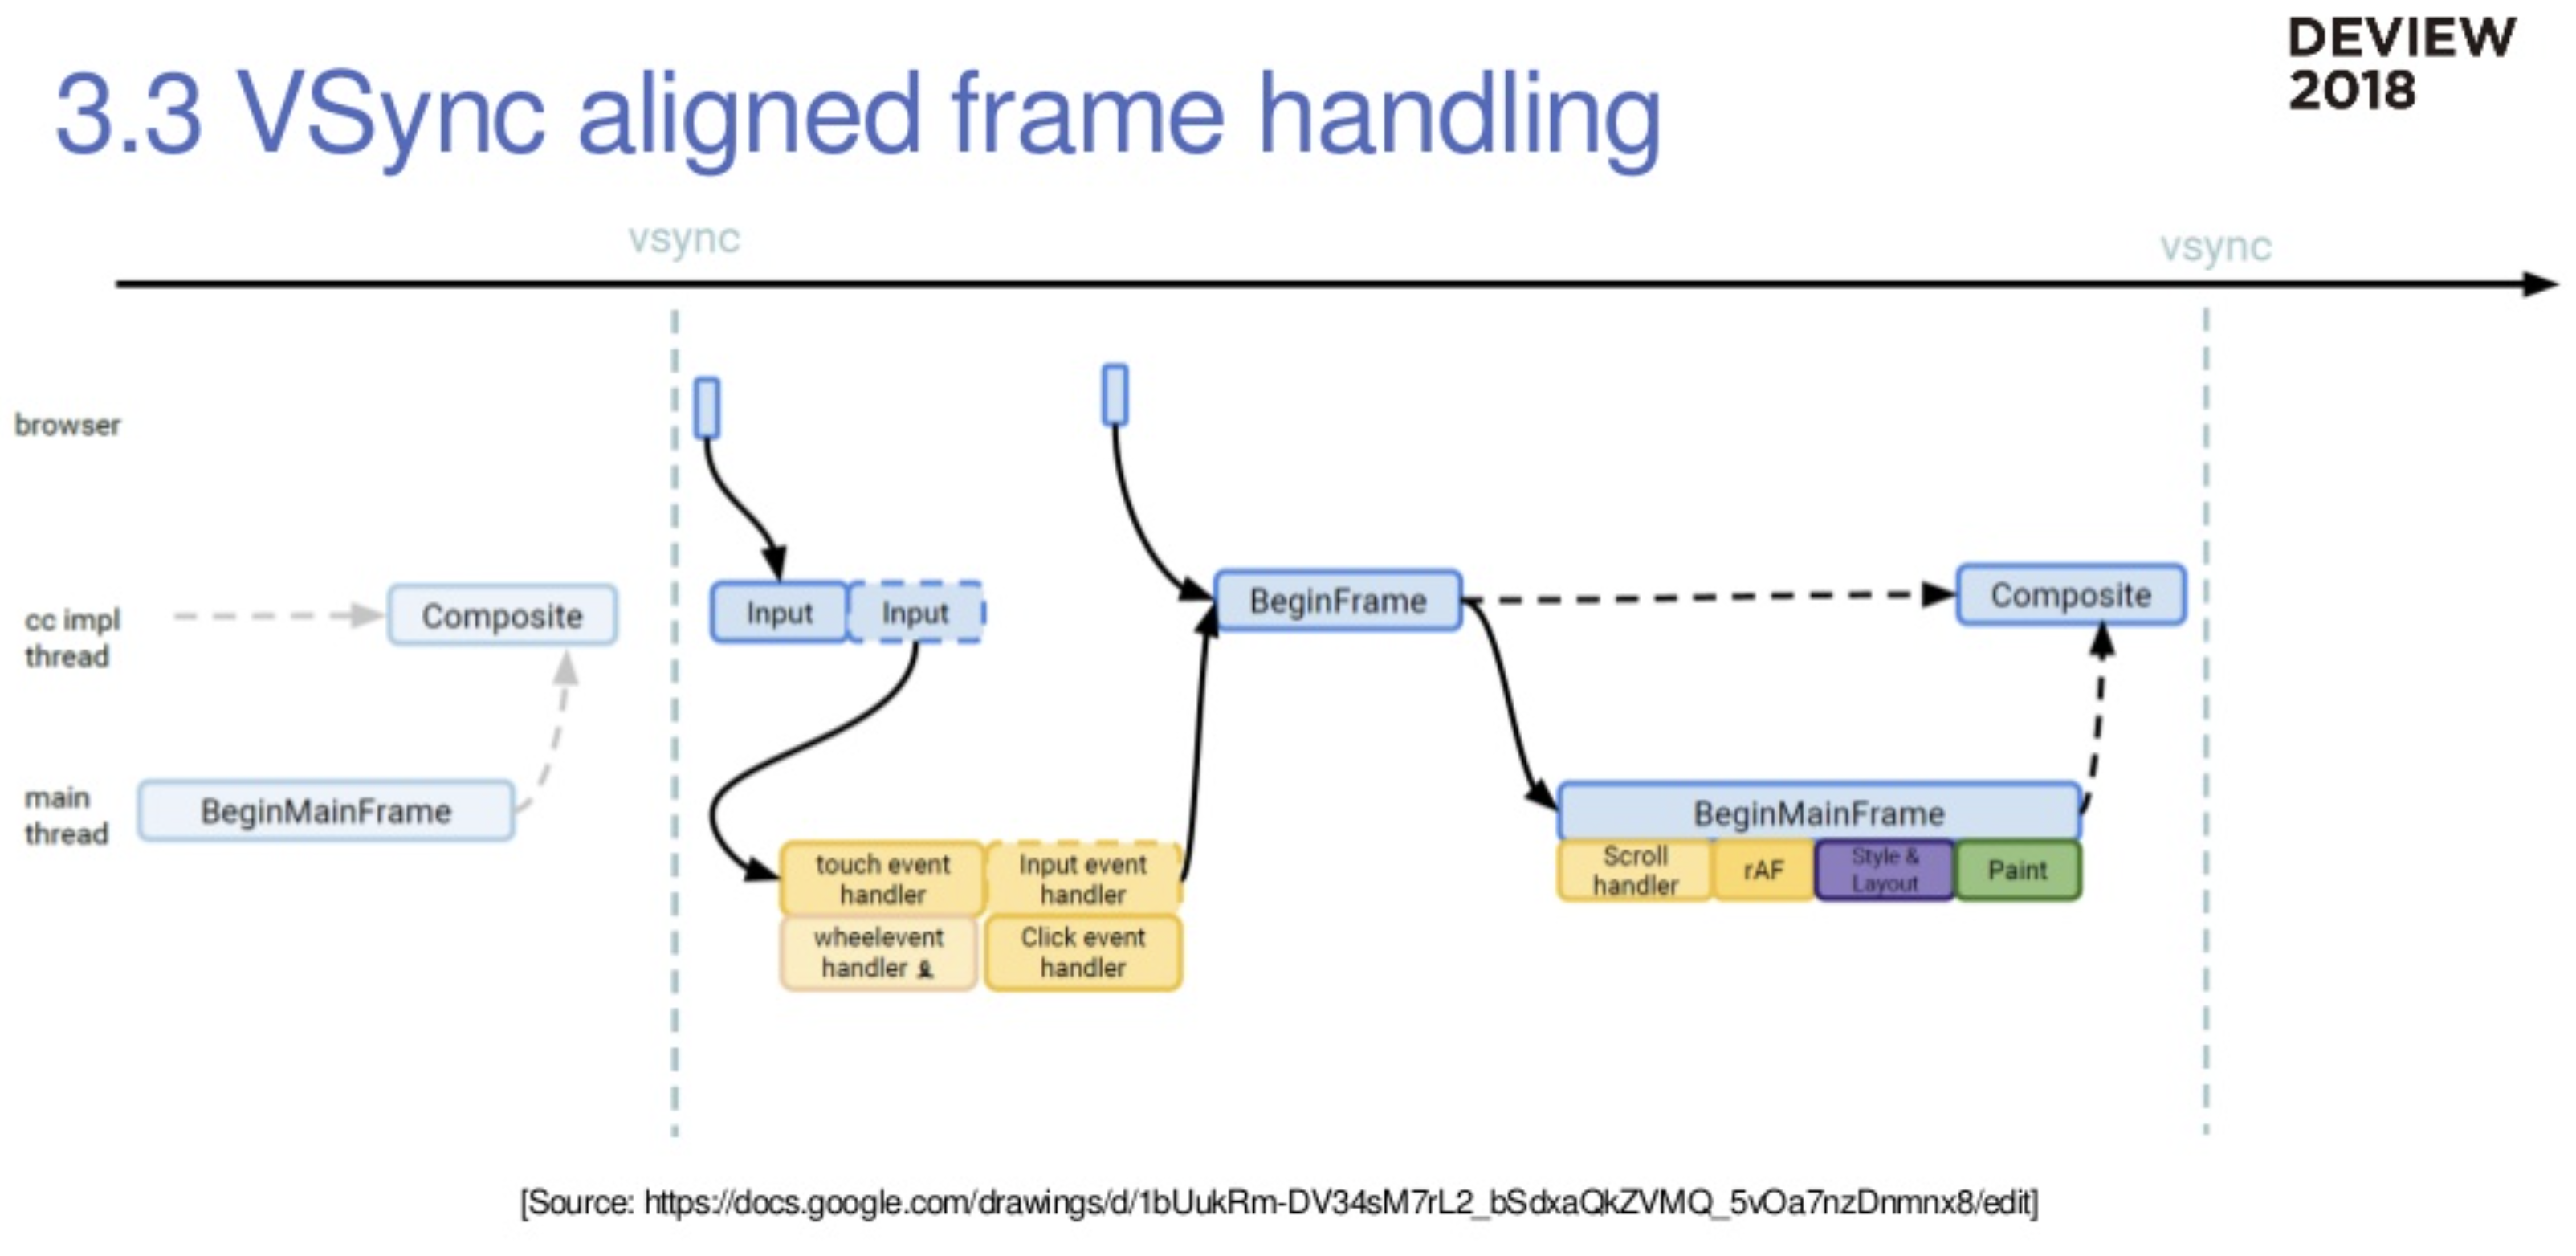 DEVIEW
2018
3.3 VSync aligned frame handling
vsync
vsync
browser
cc impl
thread
Composite
Input
Input
BeginFrame
Composite
main
thread
BeginMainFrame
BeginMainFrame
touch event
handler
Input event
handler
wheelevent
handler
Click event
handler
Scroll
handler
rAF
Style &
Layout
Paint
[Source: https://docs.google.com/drawings/d/1bUukRm-DV34sM7rL2_bSdxaQkZVMQ_5vOa7nzDnmnx8/edit]